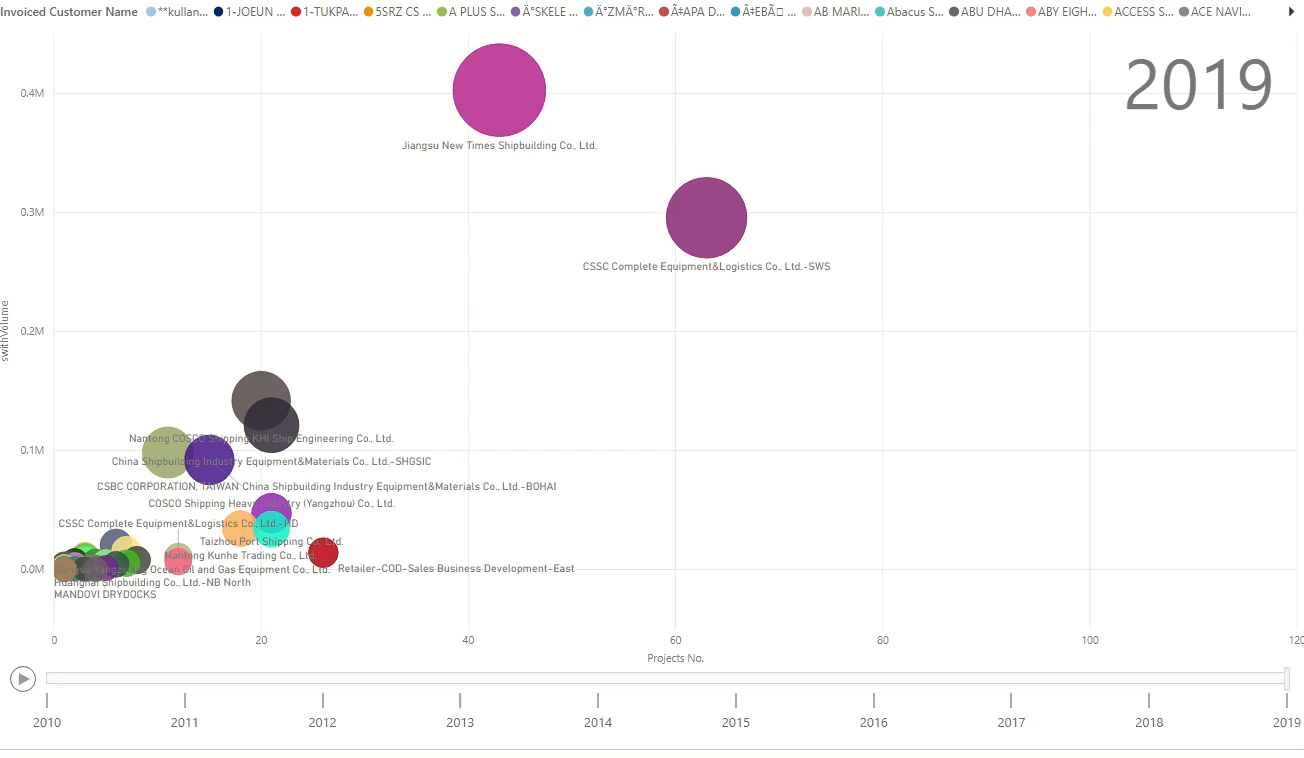 Invoiced Customer Name **kullan... 1-JOEUN ... 1-TUKPA... 5SRZ CS ... A PLUS S... Ä°SKELE ... Ä°ZMÄ°R... Ã‡APA D... Ã‡EBÃ□ ... AB MARI... Abacus S... ABU DHA... ABY EIGH... ACCESS S... ACE NAVI...
2019
0.4M
Jiangsu New Times Shipbuilding Co., Ltd.
0.3M
CSSC Complete Equipment&Logistics Co., Ltd.-SWS
swithVolume
0.2M
Nantong COSCO Shipping KHI Ship Engineering Co., Ltd.
0.1M
China Shipbuilding Industry Equipment&Materials Co., Ltd.-SHGSIC
CSBC CORPORATION, TAIWAN China Shipbuilding Industry Equipment&Materials Co., Ltd.-BOHAI
COSCO Shipping Heavy Industry (Yangzhou) Co., Ltd.
CSSC Complete Equipment&Logistics Co., Ltd.-HD
Taizhou Port Shipping Co., Ltd.
Nantong Kunhe Trading Co., Ltd.
0.0M
Ocean Oil and Gas Equipment Co., Ltd.
Retailer-COD-Sales Business Development-East
Huanghai Shipbuilding Co., Ltd.-NB North
MANDOVI DRYDOCKS
0 20 40 60 80 100 120
Projects No.
2010 2011 2012 2013 2014 2015 2016 2017 2018 2019